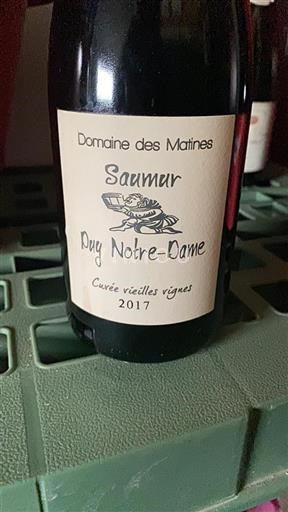 Domaine des Matines
Saumur
Puy Notre-Dame
Cuvée vieilles vignes
2017